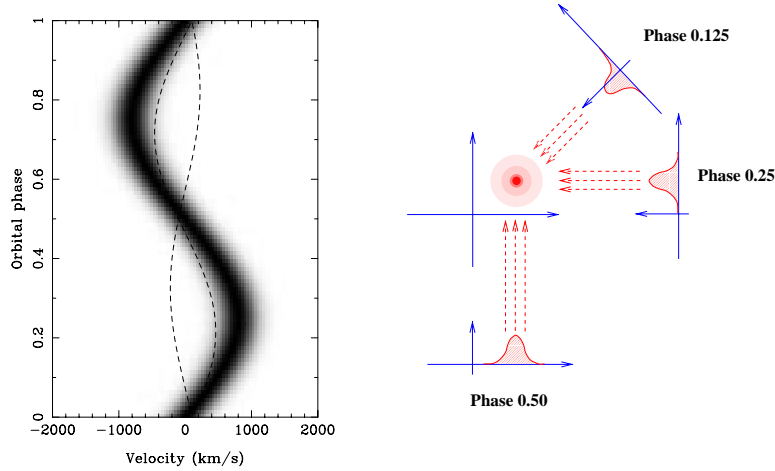 Orbital phase
1
0.8
0.6
0.4
0.2
0
−2000 −1000 0 1000 2000
Velocity (km/s)
Phase 0.125
Phase 0.25
Phase 0.50